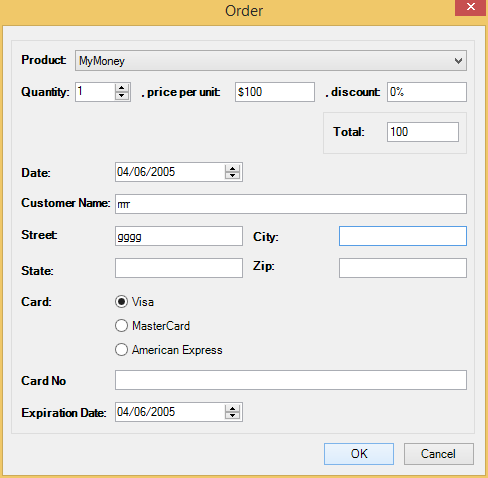 Order
Product: MyMoney
Quantity: 1 , price per unit: $100 , discount: 0%
Total: 100
Date: 04/06/2005
Customer Name: rrrr
Street: gggg City:
State: Zip:
Card: Visa
MasterCard
American Express
Card No
Expiration Date: 04/06/2005
OK Cancel